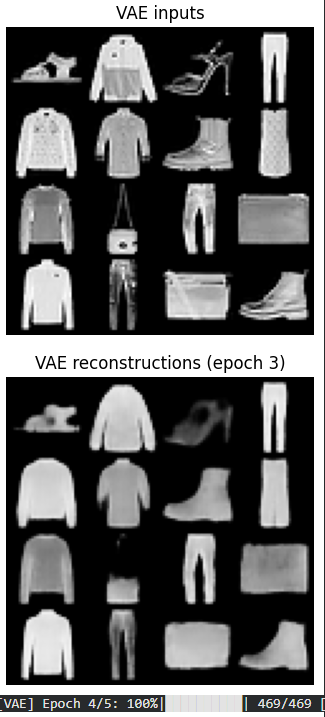 VAE inputs
VAE reconstructions (epoch 3)
[VAE] Epoch 4/5: 100%| | 469/469 [